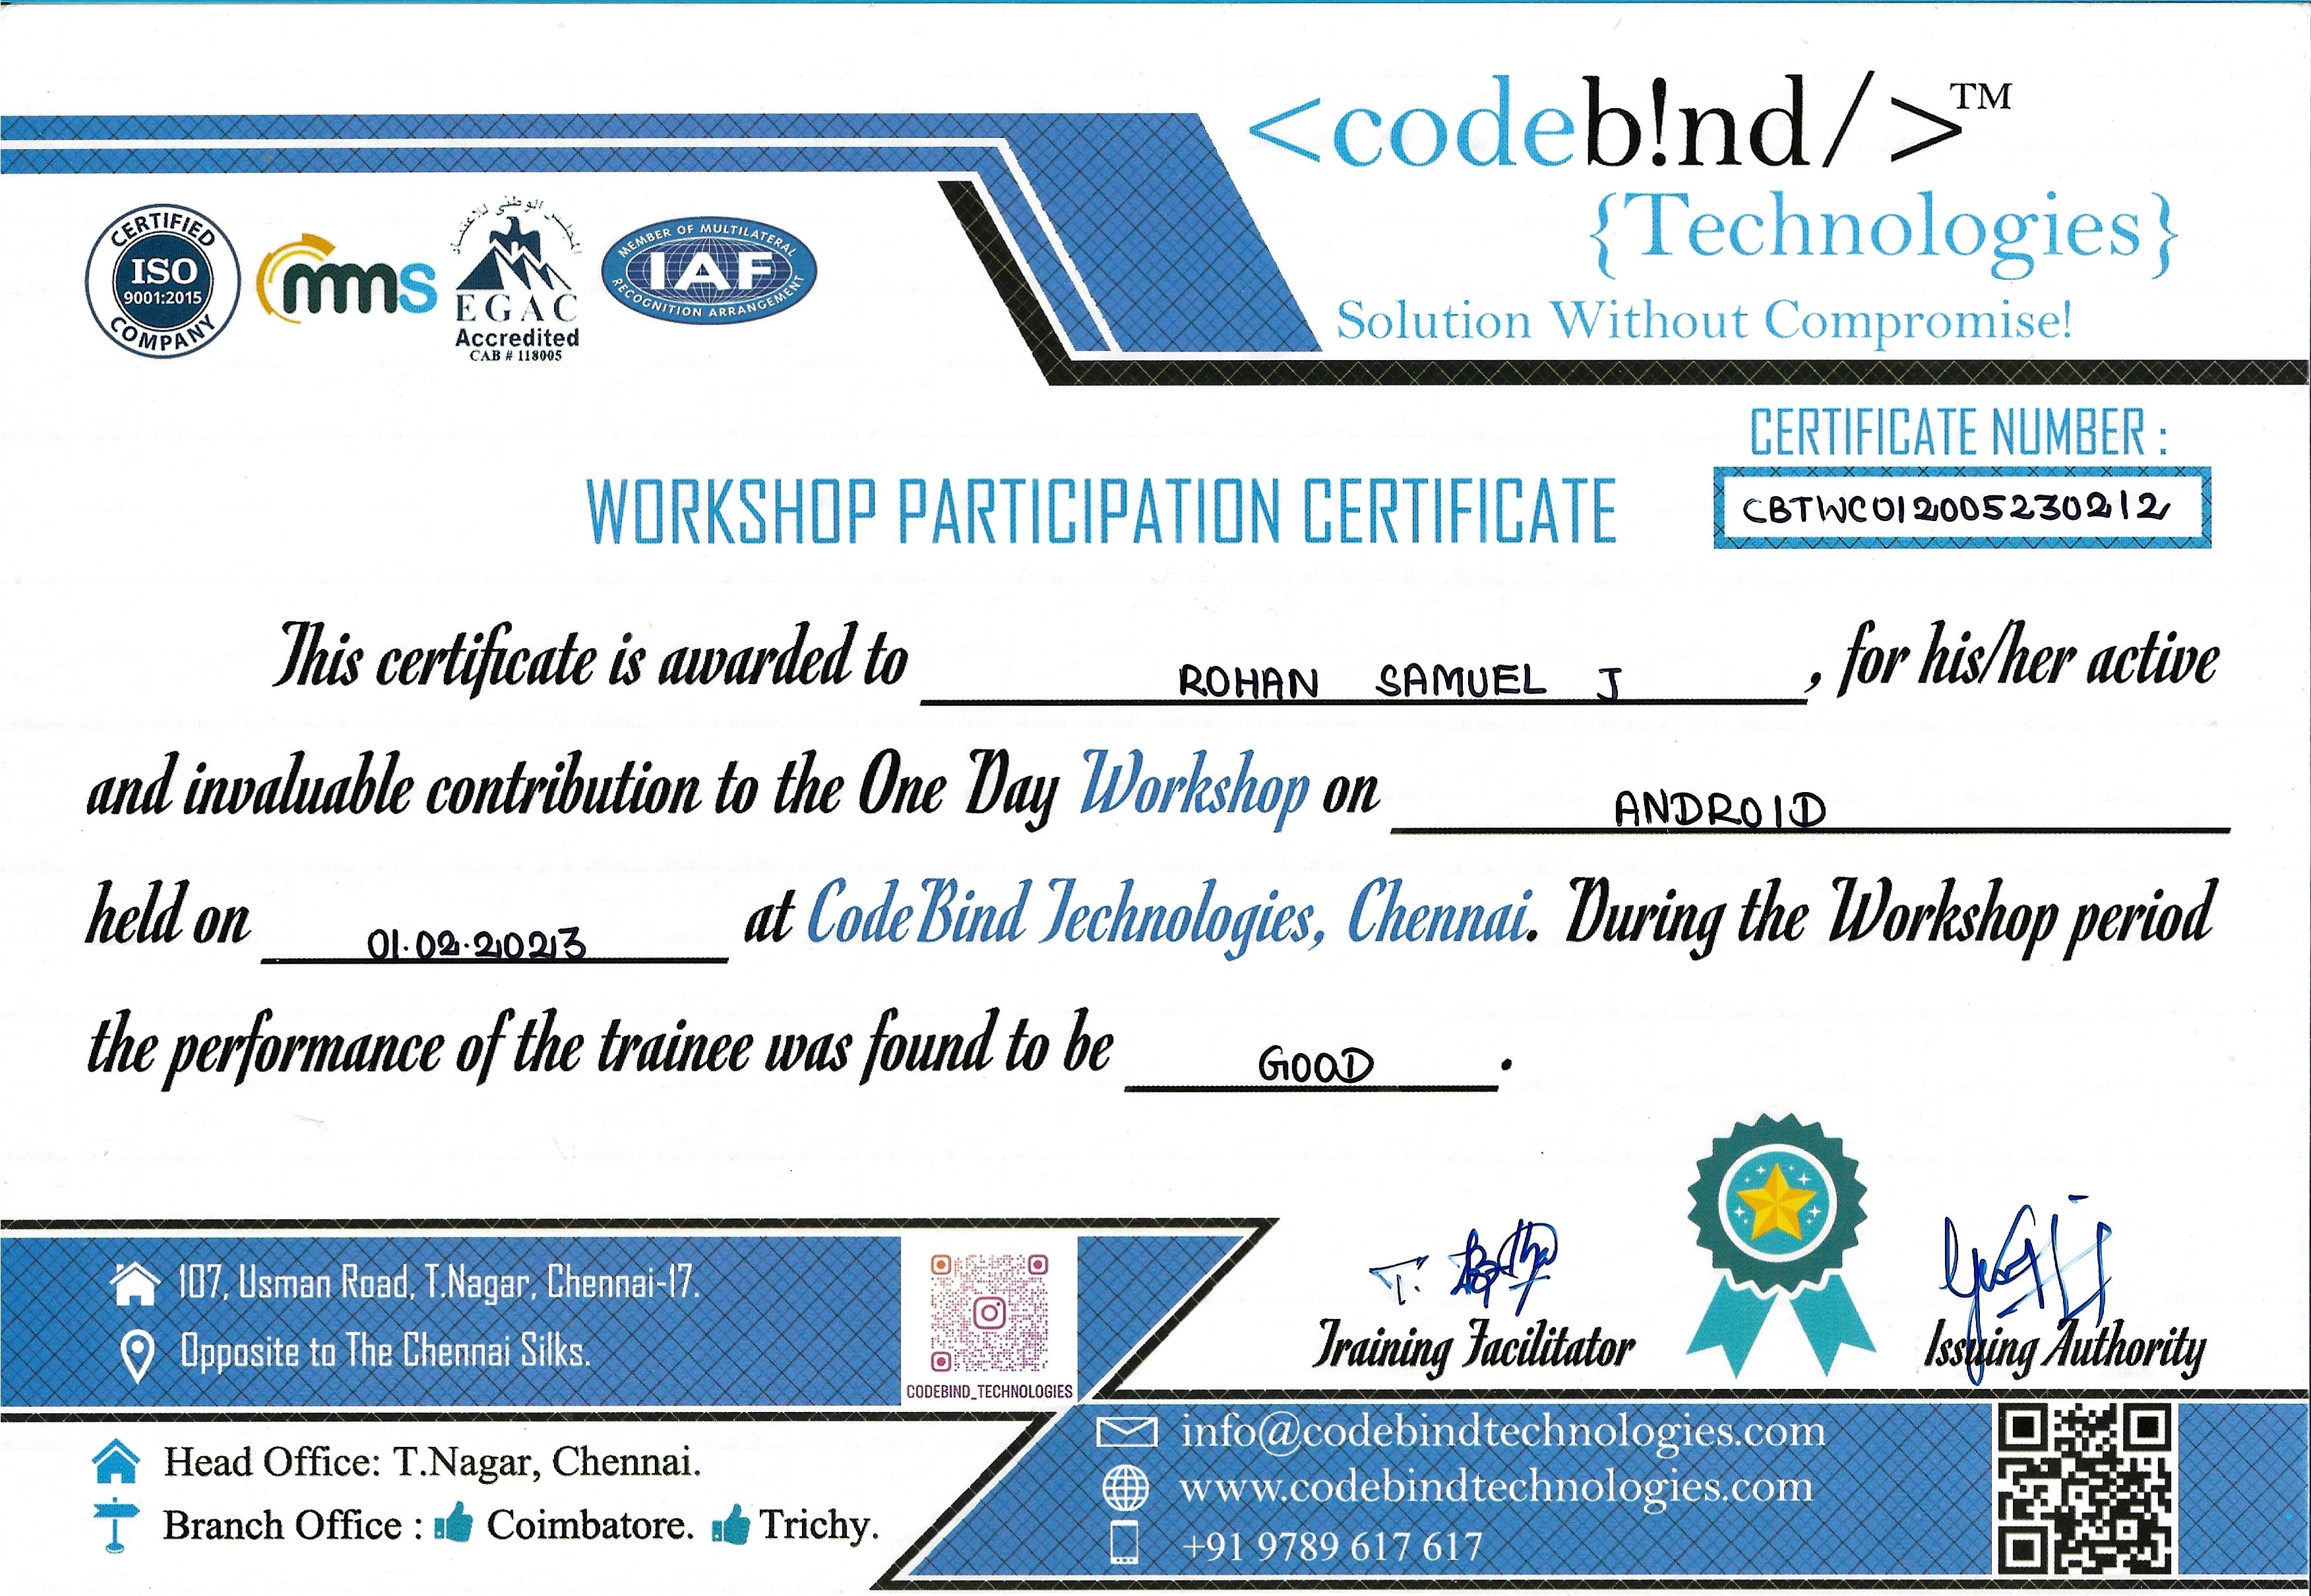 <codeb!nd/>™
{Technologies}
Solution Without Compromise!
CERTIFIED
ISO
9001:2015
COMPANY
mms
المجلس الوطني للاعتماد
EGAC
Accredited
CAB # 118005
MEMBER OF MULTILATERAL
IAF
RECOGNITION ARRANGEMENT
CERTIFICATE NUMBER :
CBTWC0120052302 12
WORKSHOP PARTICIPATION CERTIFICATE
This certificate is awarded to ROHAN SAMUEL J , for his/her active
and invaluable contribution to the One Day Workshop on ANDROID
held on 01.02.2023 at CodeBind Technologies, Chennai. During the Workshop period
the performance of the trainee was found to be GOOD .
107, Usman Road, T.Nagar, Chennai-17.
Opposite to The Chennai Silks.
CODEBIND_TECHNOLOGIES
Training Facilitator
Issuing Authority
Head Office: T.Nagar, Chennai.
Branch Office : Coimbatore. Trichy.
info@codebindtechnologies.com
www.codebindtechnologies.com
+91 9789 617 617